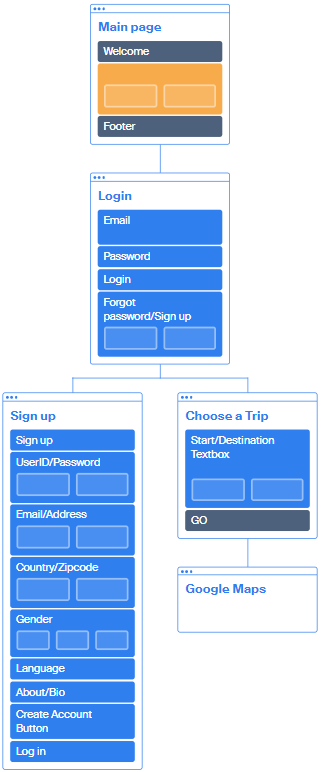 Main page
Welcome
Footer
Login
Email
Password
Login
Forgot
password/Sign up
Sign up
Sign up
UserID/Password
Email/Address
Country/Zipcode
Gender
Language
About/Bio
Create Account
Button
Log in
Choose a Trip
Start/Destination
Textbox
GO
Google Maps